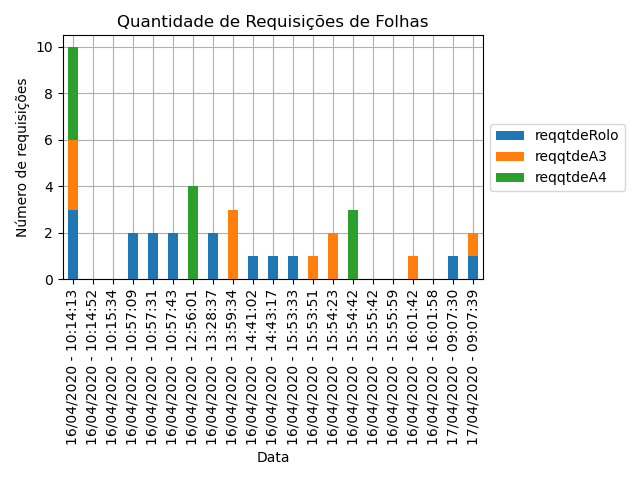 Quantidade de Requisições de Folhas
10
8
6
4
2
0
Número de requisições
reqqtdeRolo
reqqtdeA3
reqqtdeA4
16/04/2020 - 10:14:13
16/04/2020 - 10:14:52
16/04/2020 - 10:15:34
16/04/2020 - 10:57:09
16/04/2020 - 10:57:31
16/04/2020 - 10:57:43
16/04/2020 - 12:56:01
16/04/2020 - 13:28:37
16/04/2020 - 13:59:34
16/04/2020 - 14:41:02
16/04/2020 - 14:43:17
16/04/2020 - 15:53:33
16/04/2020 - 15:53:51
16/04/2020 - 15:54:23
16/04/2020 - 15:54:42
16/04/2020 - 15:55:42
16/04/2020 - 15:55:59
16/04/2020 - 16:01:42
16/04/2020 - 16:01:58
17/04/2020 - 09:07:30
17/04/2020 - 09:07:39
Data